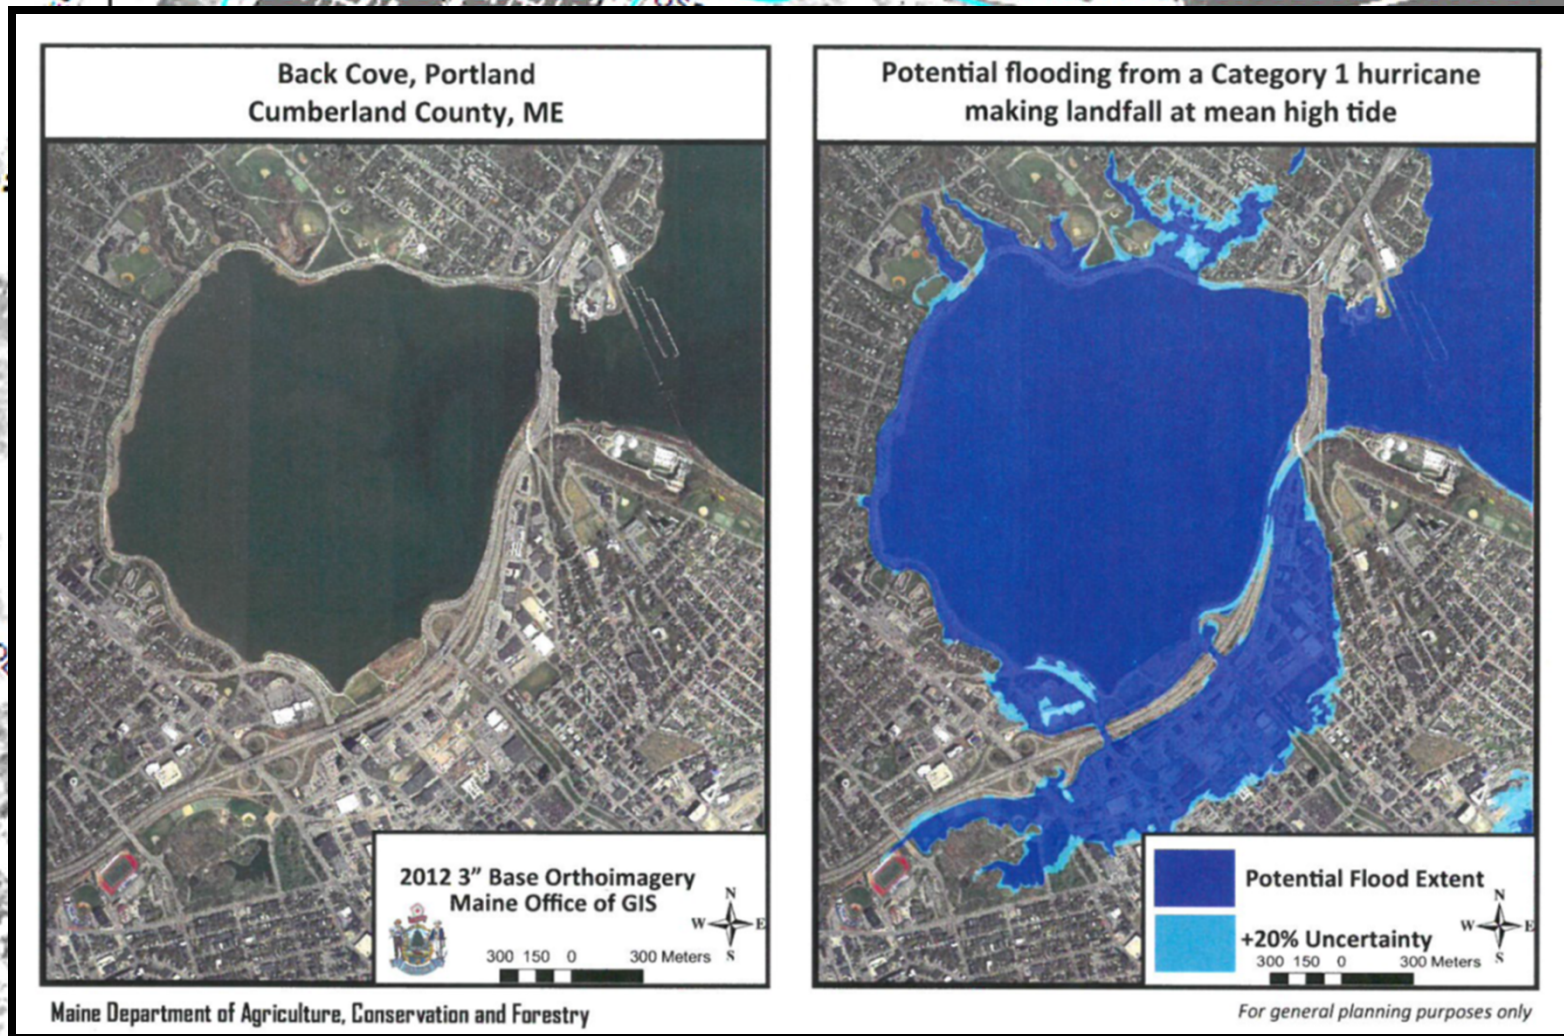 Back Cove, Portland
Cumberland County, ME
2012 3” Base Orthoimagery
Maine Office of GIS
N
W E
S
300 150 0 300 Meters
Maine Department of Agriculture, Conservation and Forestry
Potential flooding from a Category 1 hurricane
making landfall at mean high tide
Potential Flood Extent
+20% Uncertainty
N
W E
S
300 150 0 300 Meters
For general planning purposes only